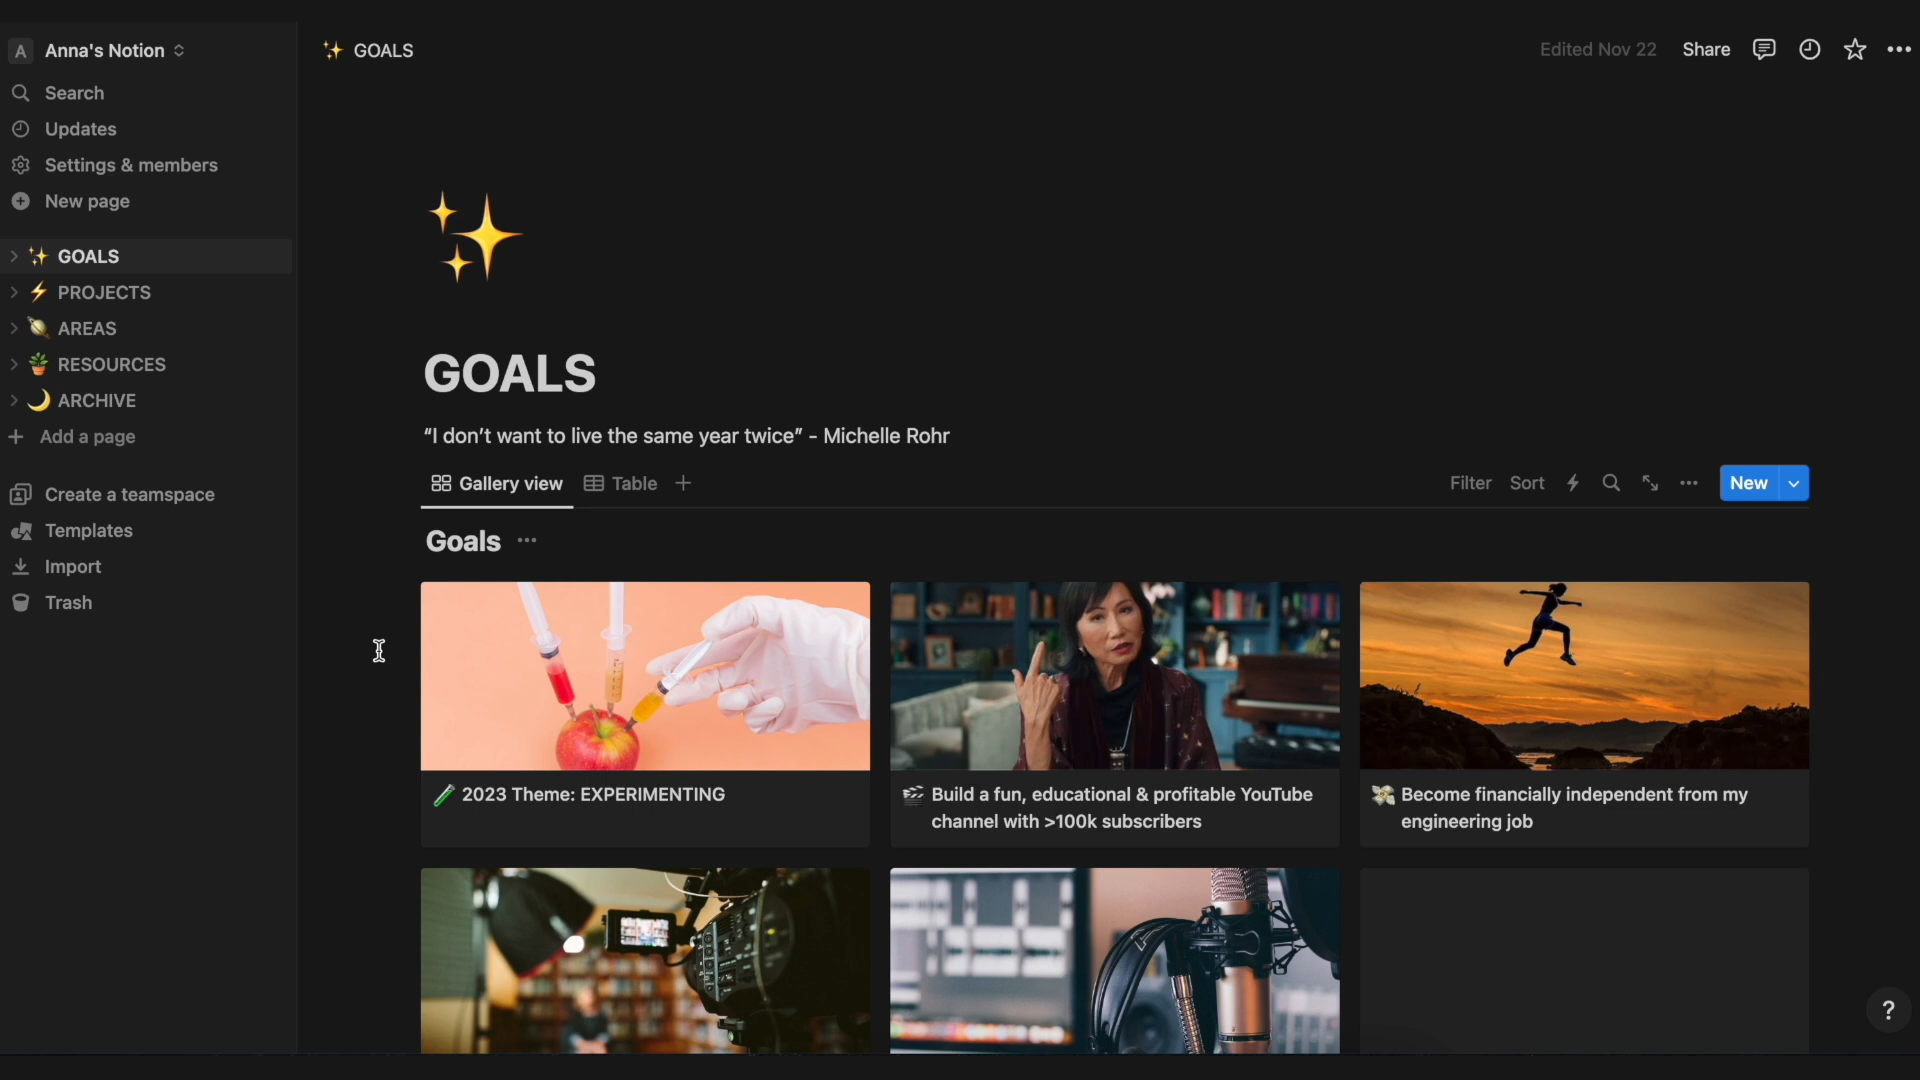 A Anna's Notion
Search
Updates
Settings & members
New page
GOALS
PROJECTS
AREAS
RESOURCES
ARCHIVE
Add a page
Create a teamspace
Templates
Import
Trash
GOALS
Edited Nov 22 Share
GOALS
“I don’t want to live the same year twice” - Michelle Rohr
Gallery view Table
Filter Sort New
Goals
2023 Theme: EXPERIMENTING
Build a fun, educational & profitable YouTube
channel with >100k subscribers
Become financially independent from my
engineering job
?